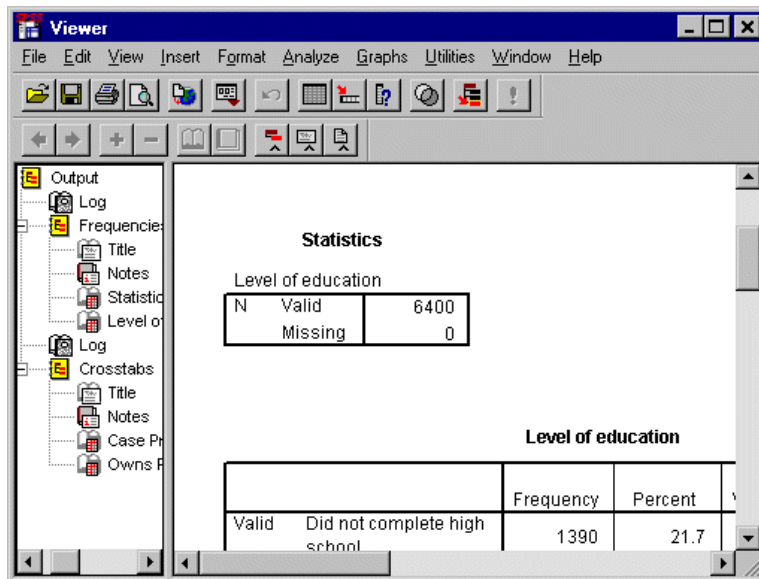 Viewer
File Edit View Insert Format Analyze Graphs Utilities Window Help
Output
Log
Frequencie
Title
Notes
Statistic
Level of
Log
Crosstabs
Title
Notes
Case Pr
Owns P
Statistics
Level of education
N Valid 6400
Missing 0
Level of education
Frequency Percent
Valid Did not complete high school 1390 21.7